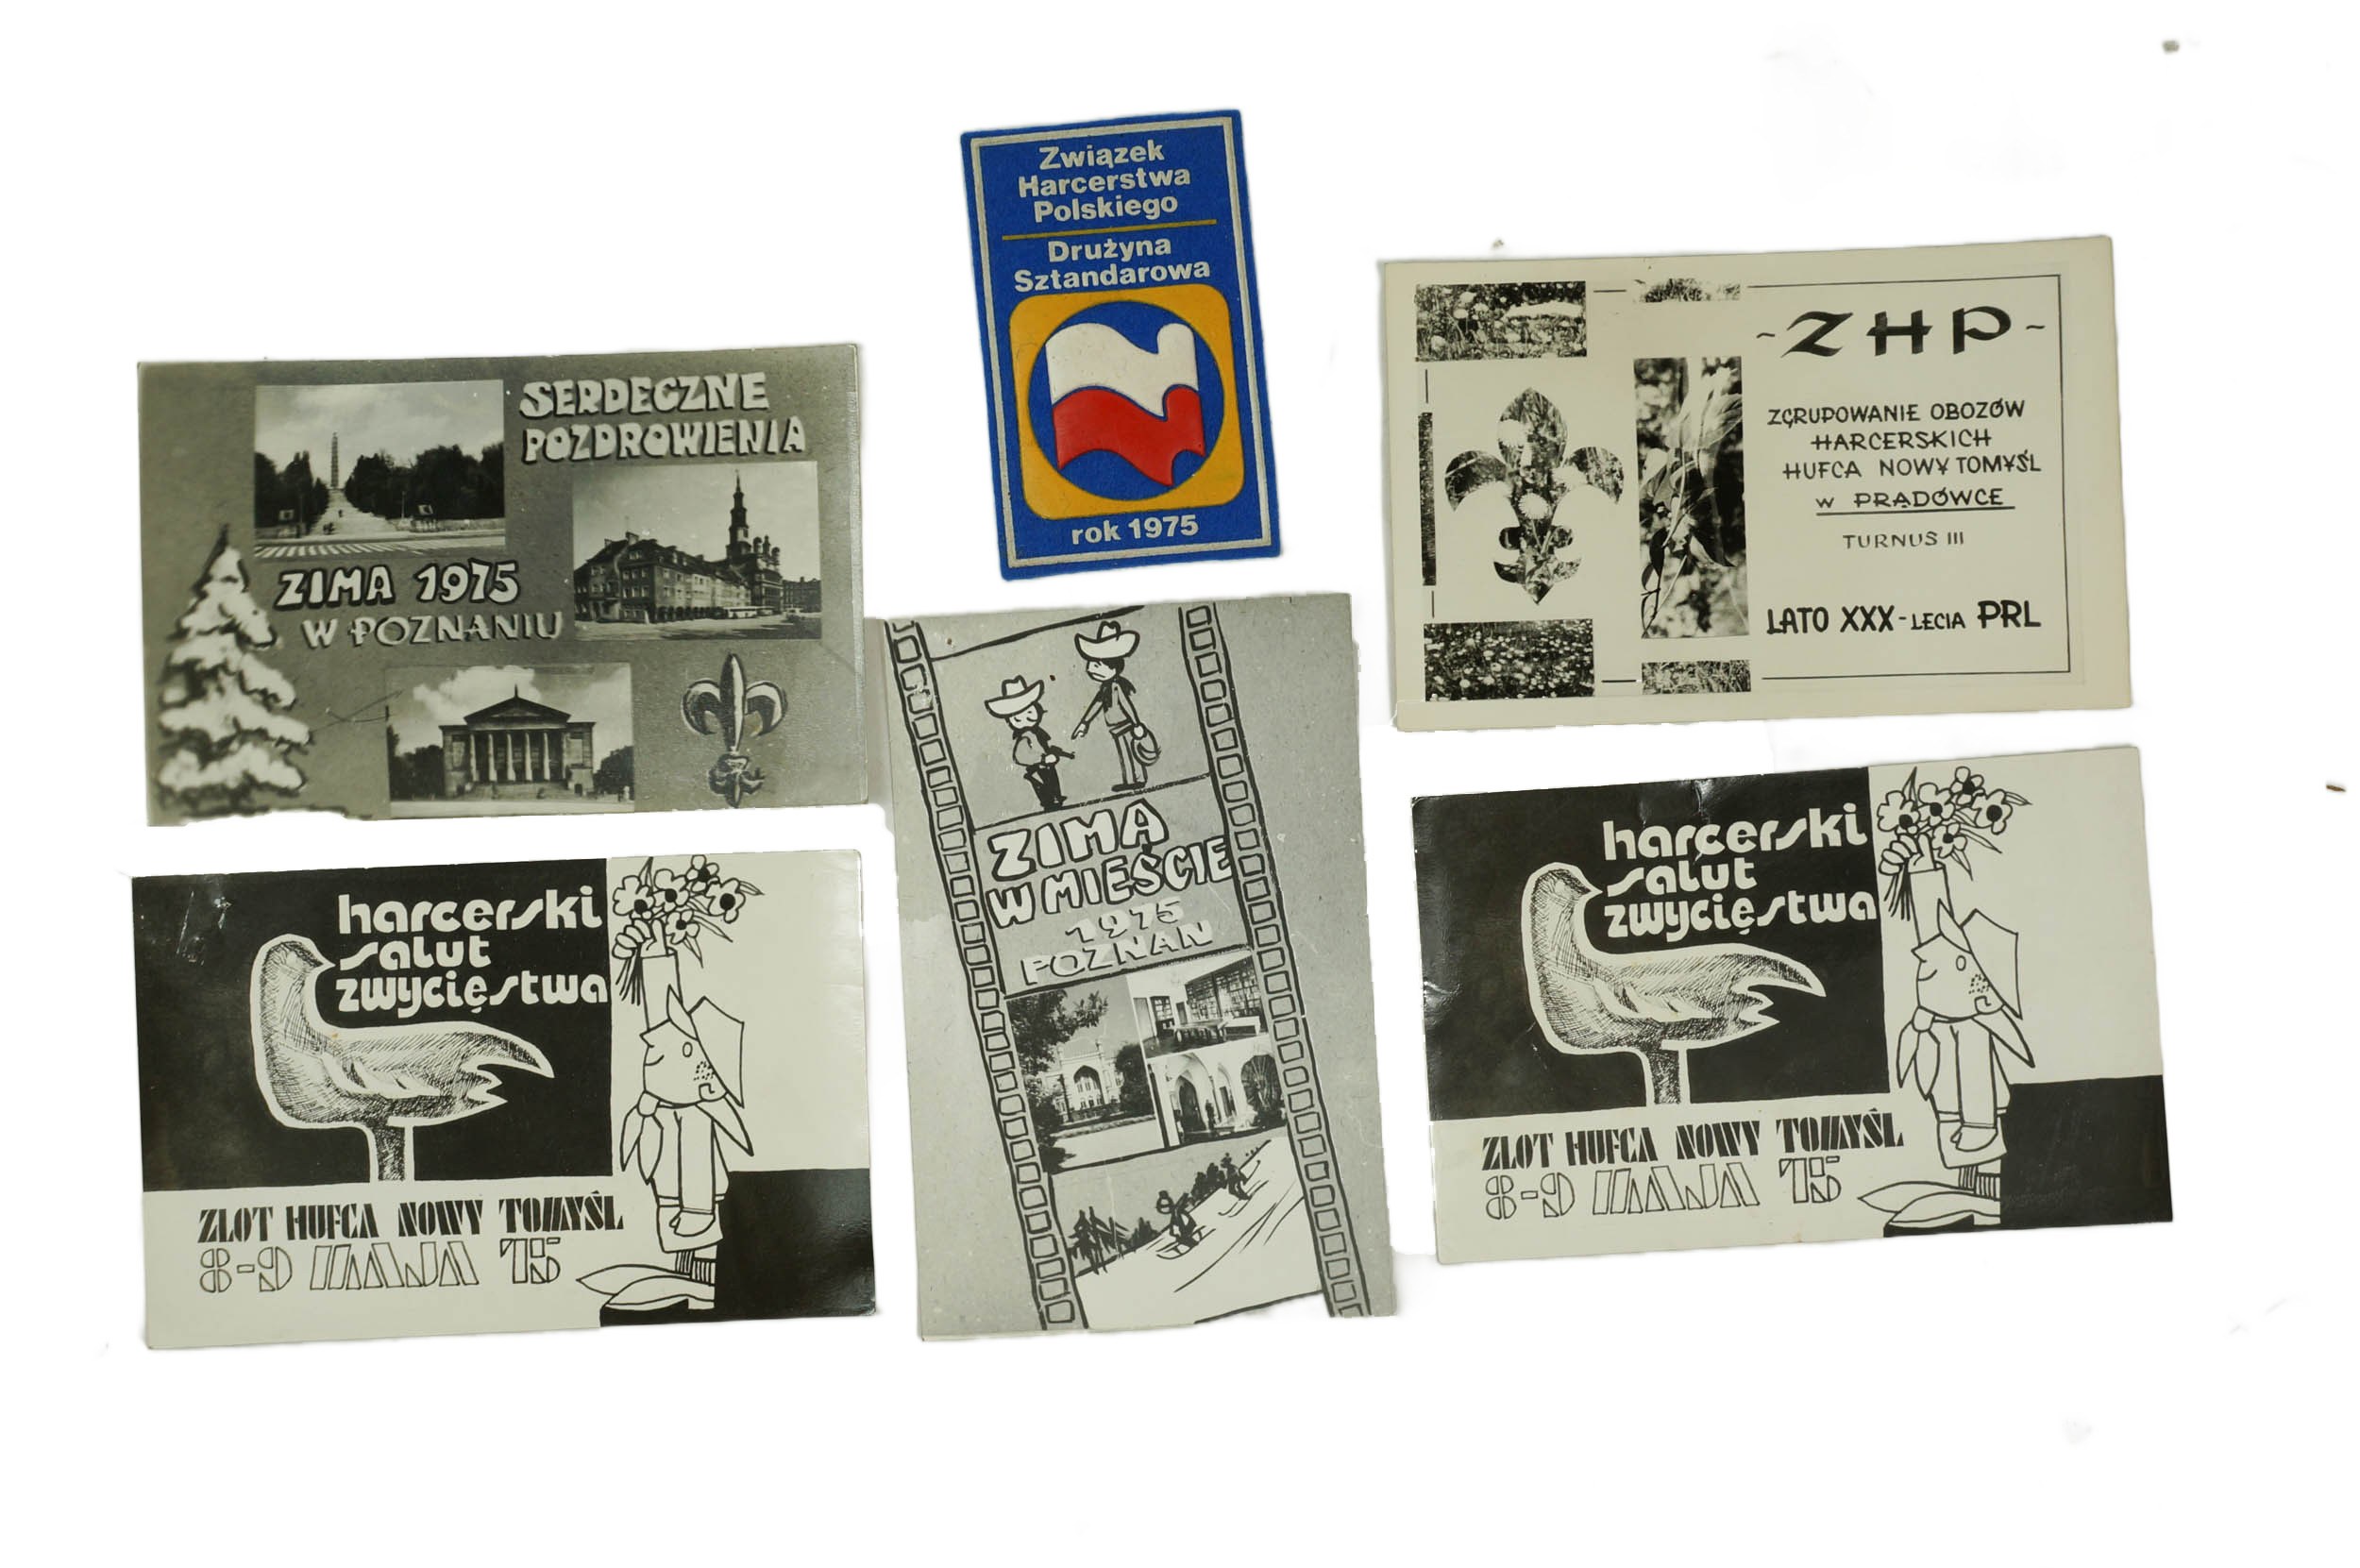 Związek
Harcerstwa
Polskiego
Drużyna
Sztandarowa
rok 1975
SERDECZNE
POZDROWIENIA
ZIMA 1975
W POZNANIU
- ZHP -
ZGRUPOWANIE OBOZÓW
HARCERSKICH
HUFCA NOWY TOMYŚL
w PRĄDÓWCE
TURNUS III
LATO XXX-LECIA PRL
harcerski
salut
zwycięstwa
ZLOT HUFCA NOWY TOMYŚL
8-9 MAJA 75
ZIMA
W MIEŚCIE
1975
POZNAŃ
harcerski
salut
zwycięstwa
ZLOT HUFCA NOWY TOMYŚL
8-9 MAJA 75